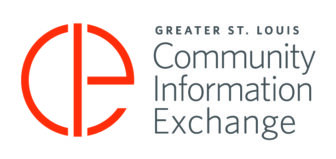 GREATER ST. LOUIS
Community
Information
Exchange